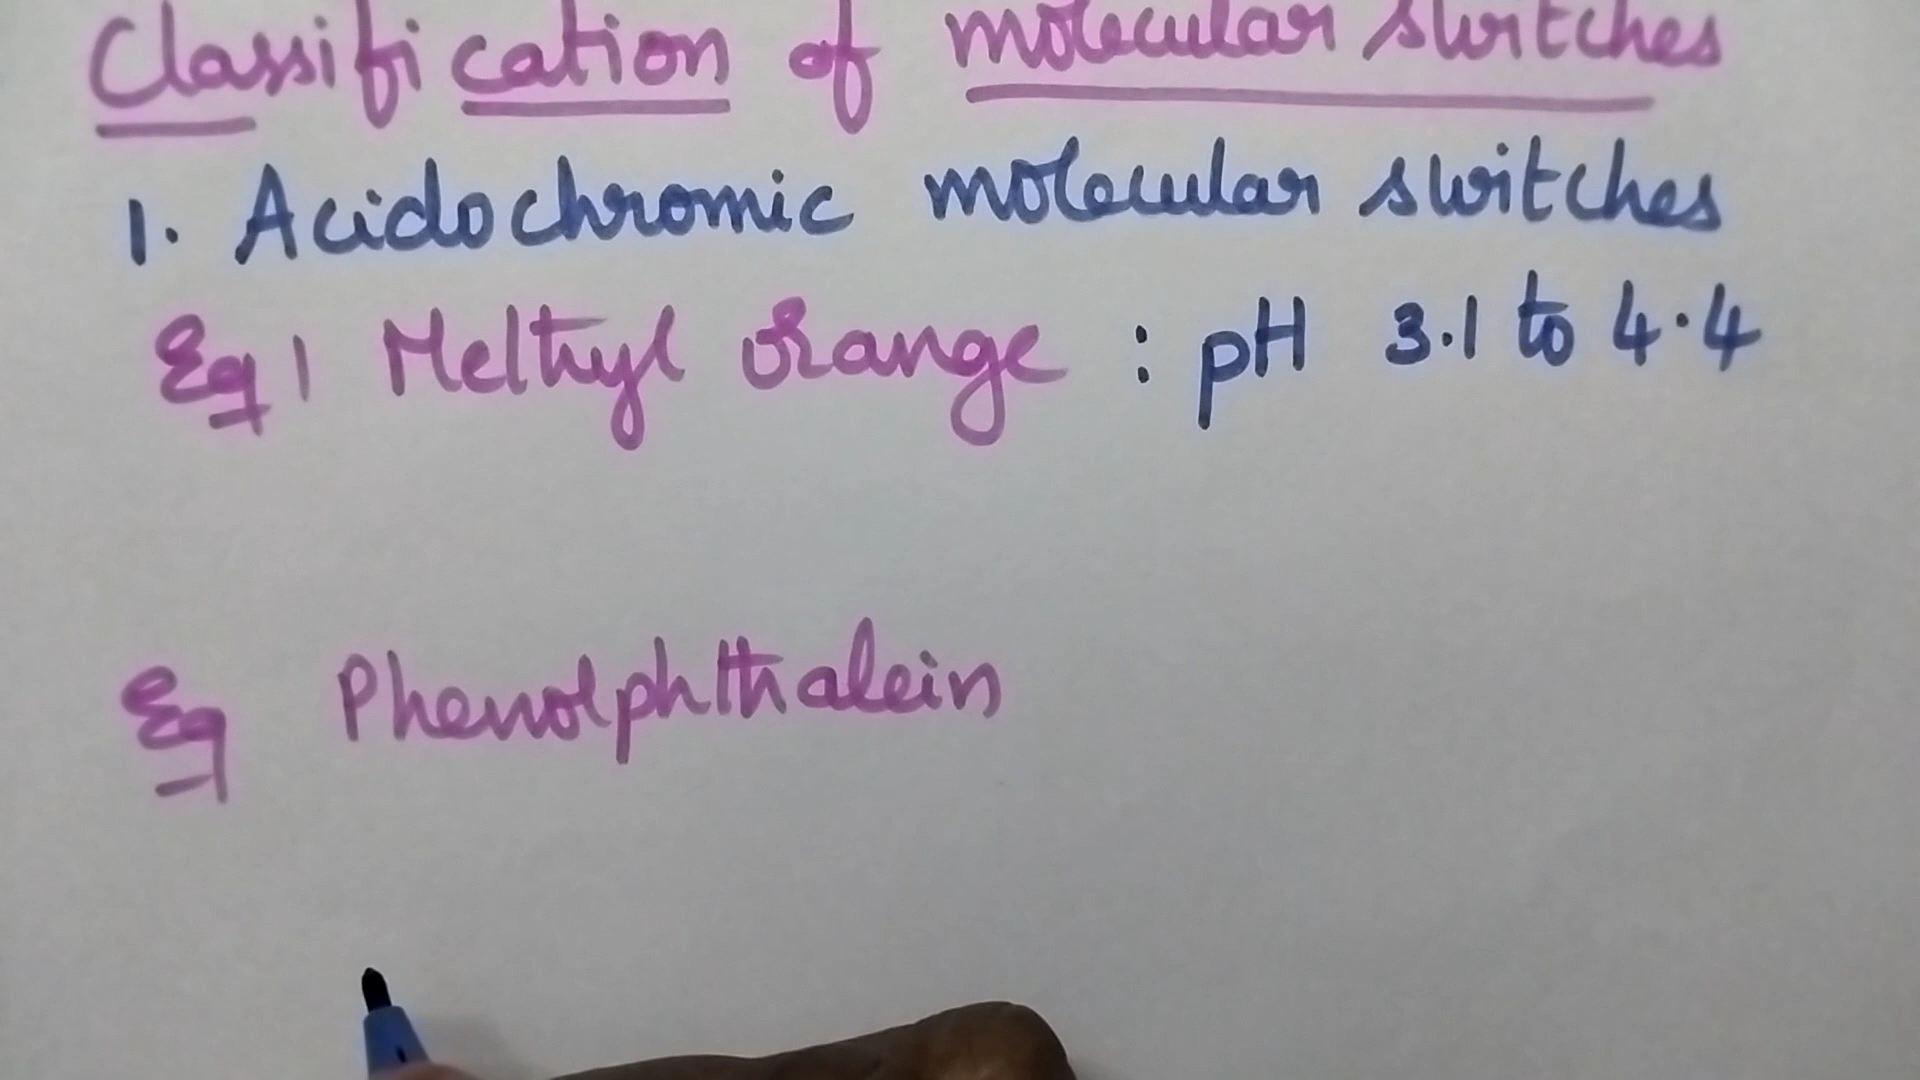 Classification of molecular switches
1. Acidochromic molecular switches
Eg 1 Methyl orange : pH 3.1 to 4.4
Eg Phenolphthalein